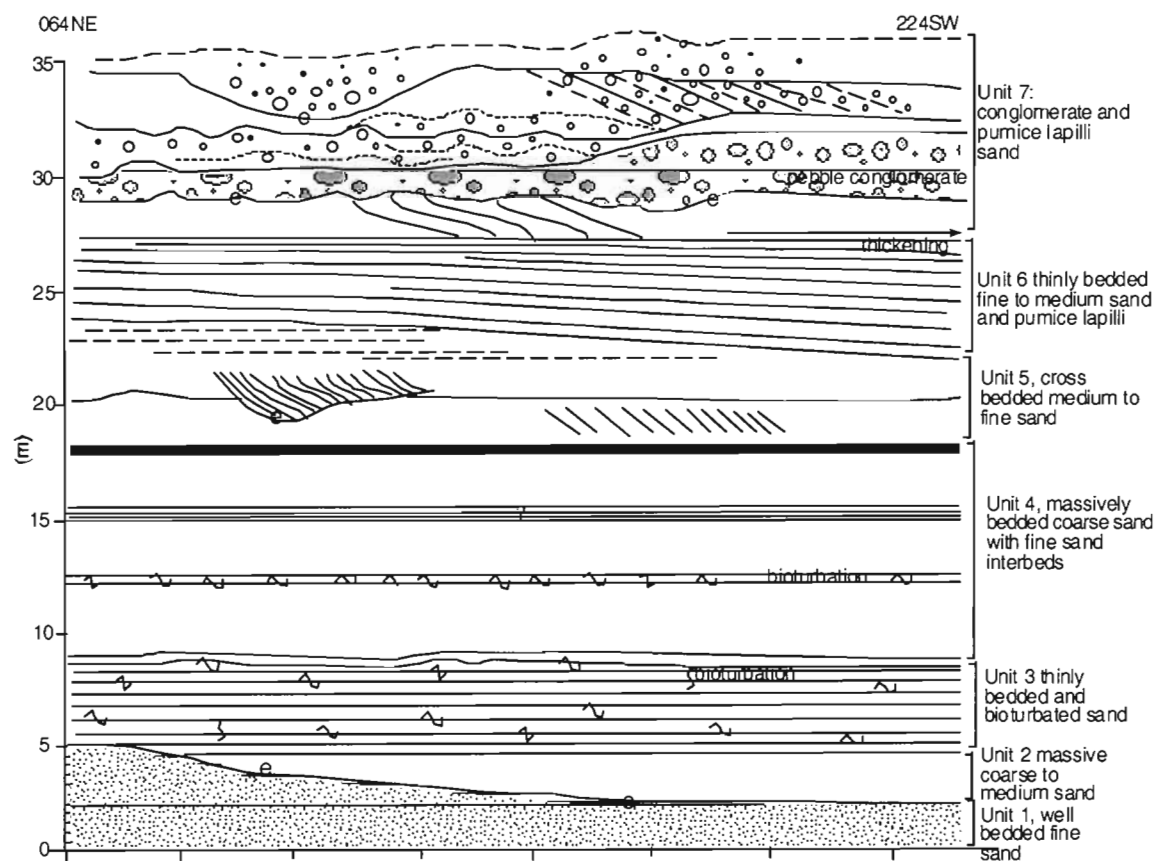 064NE
224SW
35
30
25
20
15
10
5
0
(m)
Unit 7:
conglomerate and
pumice lapilli
sand
pebble conglomerate
thickening
Unit 6 thinly bedded
fine to medium sand
and pumice lapilli
Unit 5, cross
bedded medium to
fine sand
Unit 4, massively
bedded coarse sand
with fine sand
interbeds
bioturbation
bioturbation
Unit 3 thinly
bedded and
bioturbated sand
Unit 2 massive
coarse to
medium sand
Unit 1, well
bedded fine
sand
e
e
e
e
e
e